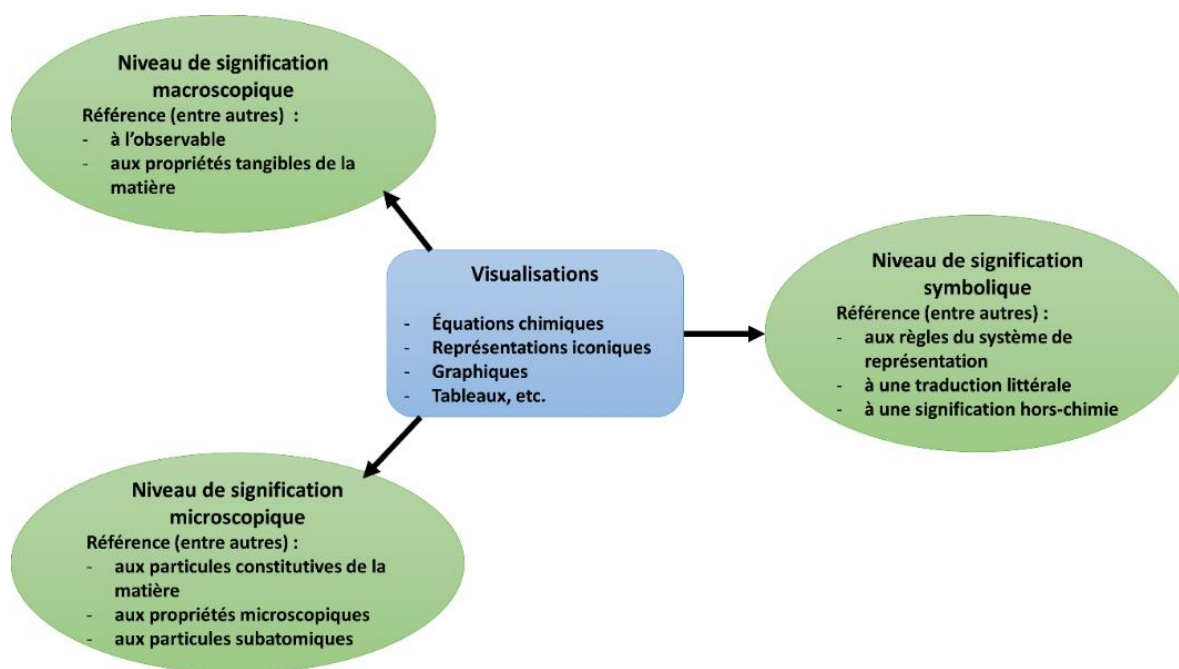 Niveau de signification
macroscopique
Référence (entre autres) :
- à l'observable
- aux propriétés tangibles de la
matière
Visualisations
- Équations chimiques
- Représentations iconiques
- Graphiques
- Tableaux, etc.
Niveau de signification
symbolique
Référence (entre autres) :
- aux règles du système de
représentation
- à une traduction littérale
- à une signification hors-chimie
Niveau de signification
microscopique
Référence (entre autres) :
- aux particules constitutives de la
matière
- aux propriétés microscopiques
- aux particules subatomiques